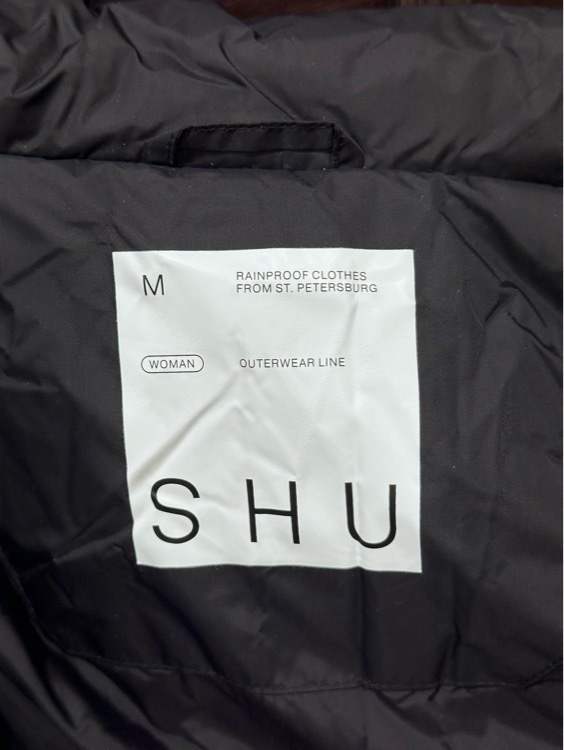 M
RAINPROOF CLOTHES
FROM ST. PETERSBURG
WOMAN
OUTERWEAR LINE
SHU